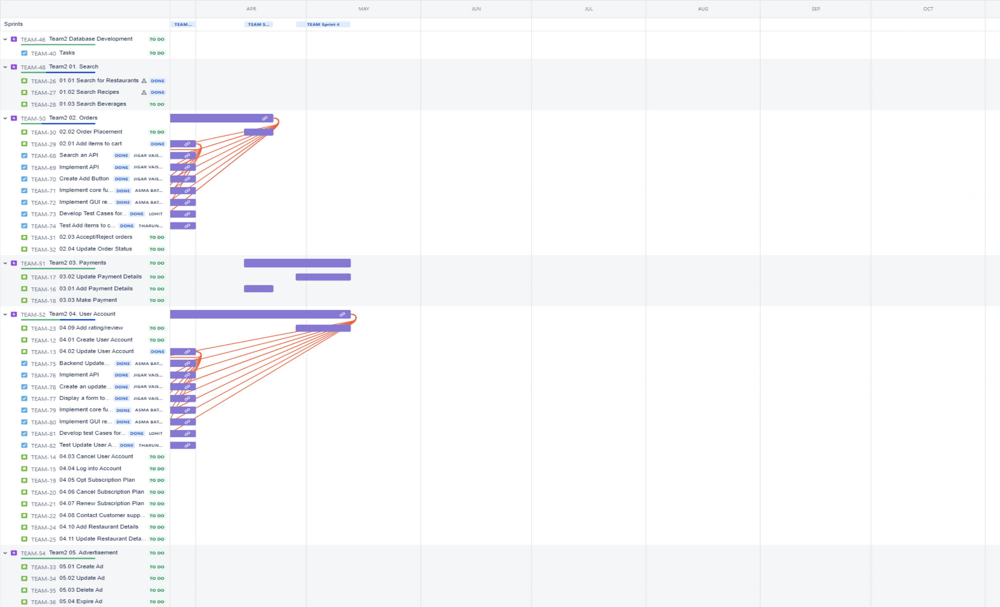 APR MAY JUN JUL AUG SEP OCT
Sprints TEAM... TEAM S... TEAM Sprint 4
TEAM-46 Team2 Database Development TO DO
TEAM-40 Tasks TO DO
TEAM-48 Team2 01. Search
TEAM-26 01.01 Search for Restaurants DONE
TEAM-27 01.02 Search Recipes DONE
TEAM-28 01.03 Search Beverages TO DO
TEAM-50 Team2 02. Orders
TEAM-30 02.02 Order Placement TO DO
TEAM-29 02.01 Add items to cart DONE
TEAM-68 Search an API DONE JIGAR VAIS...
TEAM-69 Implement API DONE JIGAR VAIS...
TEAM-70 Create Add Button DONE JIGAR VAIS...
TEAM-71 Implement core fu... DONE ASMA BAT...
TEAM-72 Implement GUI re... DONE ASMA BAT...
TEAM-73 Develop Test Cases for... DONE LOHIT
TEAM-74 Test Add items to c... DONE THARUN...
TEAM-31 02.03 Accept/Reject orders TO DO
TEAM-32 02.04 Update Order Status TO DO
TEAM-51 Team2 03. Payments TO DO
TEAM-17 03.02 Update Payment Details TO DO
TEAM-16 03.01 Add Payment Details TO DO
TEAM-18 03.03 Make Payment TO DO
TEAM-52 Team2 04. User Account
TEAM-23 04.09 Add rating/review TO DO
TEAM-12 04.01 Create User Account TO DO
TEAM-13 04.02 Update User Account DONE
TEAM-75 Backend Update... DONE ASMA BAT...
TEAM-76 Implement API DONE JIGAR VAIS...
TEAM-78 Create an update... DONE JIGAR VAIS...
TEAM-77 Display a form to... DONE JIGAR VAIS...
TEAM-79 Implement core fu... DONE ASMA BAT...
TEAM-80 Implement GUI re... DONE ASMA BAT...
TEAM-81 Develop test Cases for... DONE LOHIT
TEAM-82 Test Update User A... DONE THARUN...
TEAM-14 04.03 Cancel User Account TO DO
TEAM-15 04.04 Log into Account TO DO
TEAM-19 04.05 Opt Subscription Plan TO DO
TEAM-20 04.06 Cancel Subscription Plan TO DO
TEAM-21 04.07 Renew Subscription Plan TO DO
TEAM-22 04.08 Contact Customer supp... TO DO
TEAM-24 04.10 Add Restaurant Details TO DO
TEAM-25 04.11 Update Restaurant Deta... TO DO
TEAM-54 Team2 05. Advertisement TO DO
TEAM-33 05.01 Create Ad TO DO
TEAM-34 05.02 Update Ad TO DO
TEAM-35 05.03 Delete Ad TO DO
TEAM-36 05.04 Expire Ad TO DO